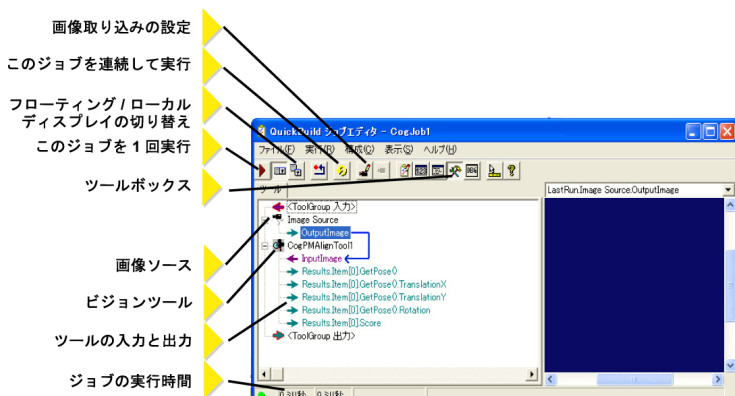 画像取り込みの設定
このジョブを連続して実行
フローティング / ローカル
ディスプレイの切り替え
このジョブを 1 回実行
ツールボックス
画像ソース
ビジョンツール
ツールの入力と出力
ジョブの実行時間
QuickBuild ジョブエディタ - CogJob1
ファイル(F) 実行(R) 構成(C) 表示(S) ヘルプ(H)
ツール
LastRun.Image Source.OutputImage
<ToolGroup 入力>
Image Source
OutputImage
CogPMAlignTool1
InputImage
Results.Item[0].GetPose()
Results.Item[0].GetPose().TranslationX
Results.Item[0].GetPose().TranslationY
Results.Item[0].GetPose().Rotation
Results.Item[0].Score
<ToolGroup 出力>
0 ミリ秒 0 ミリ秒